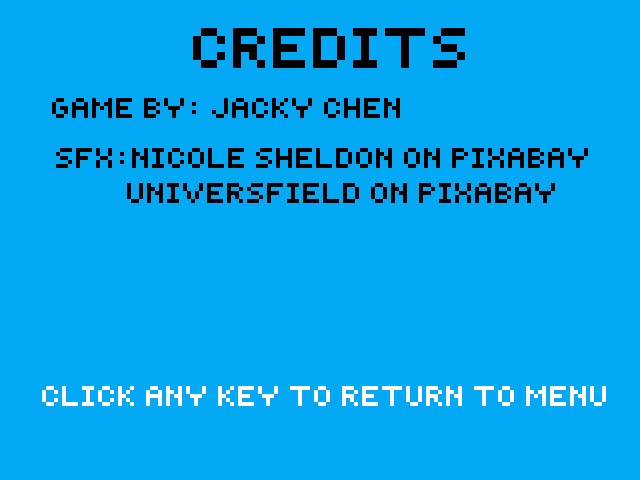 CREDITS
GAME BY: JACKY CHEN
SFX:NICOLE SHELDON ON PIXABAY
UNIVERSFIELD ON PIXABAY
CLICK ANY KEY TO RETURN TO MENU